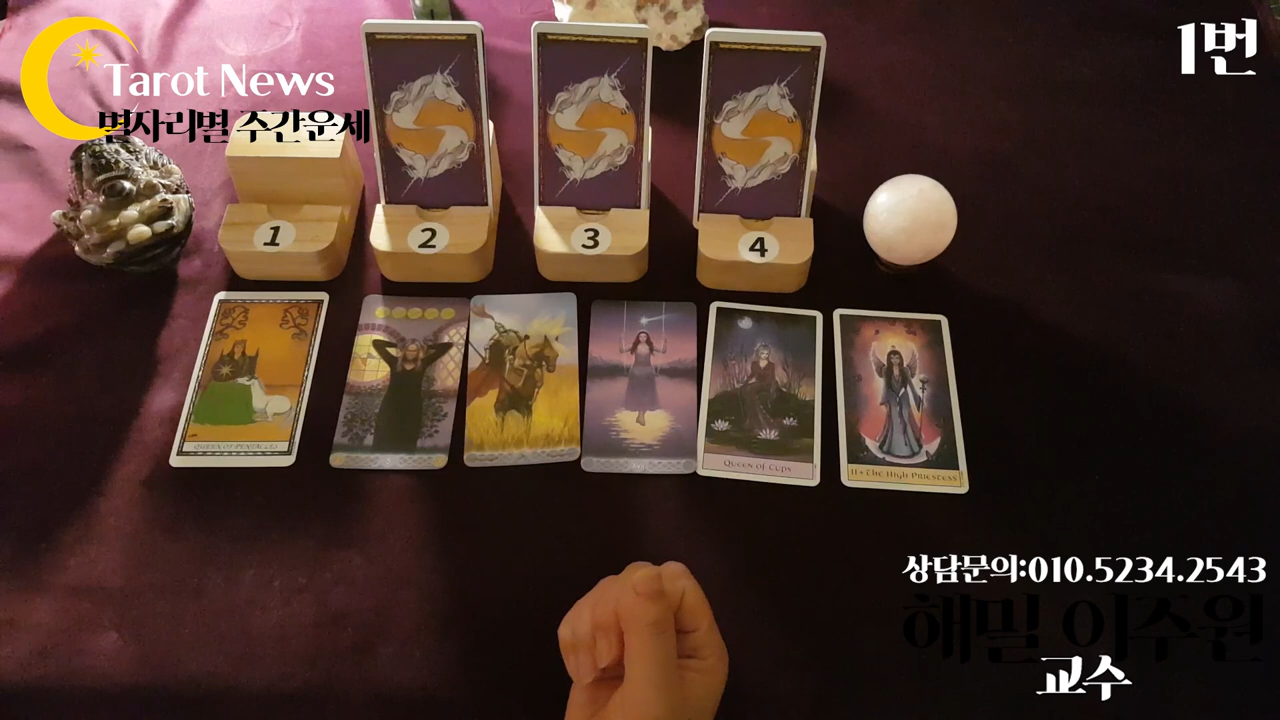 Tarot News
별자리별 주간운세
1번
1
2
3
4
QUEEN OF PENTACLES
QUEEN OF CUPS
II THE HIGH PRIESTESS
상담문의:010.5234.2543
해밀 이주원
교수